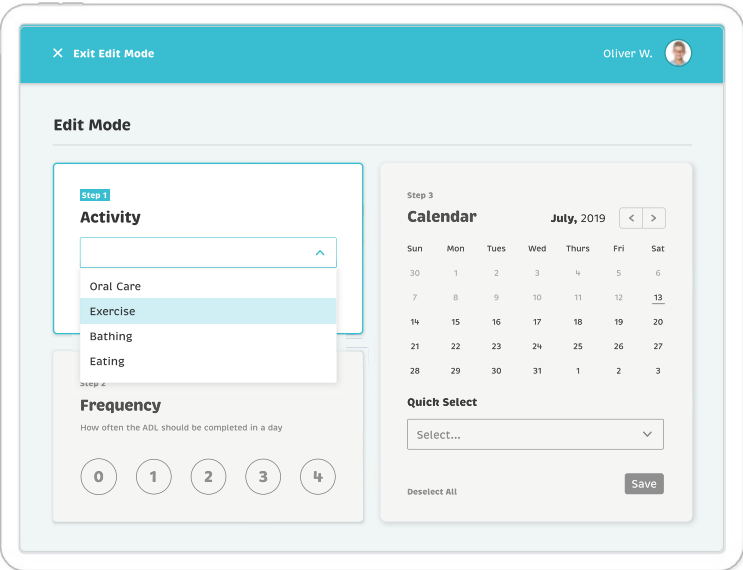 Exit Edit Mode
Oliver W.
Edit Mode
Step 1
Activity
Oral Care
Exercise
Bathing
Eating
Step 2
Frequency
How often the ADL should be completed in a day
0 1 2 3 4
Step 3
Calendar
July, 2019
Sun Mon Tues Wed Thurs Fri Sat
30 1 2 3 4 5 6
7 8 9 10 11 12 13
14 15 16 17 18 19 20
21 22 23 24 25 26 27
28 29 30 31 1 2 3
Quick Select
Select...
Deselect All
Save